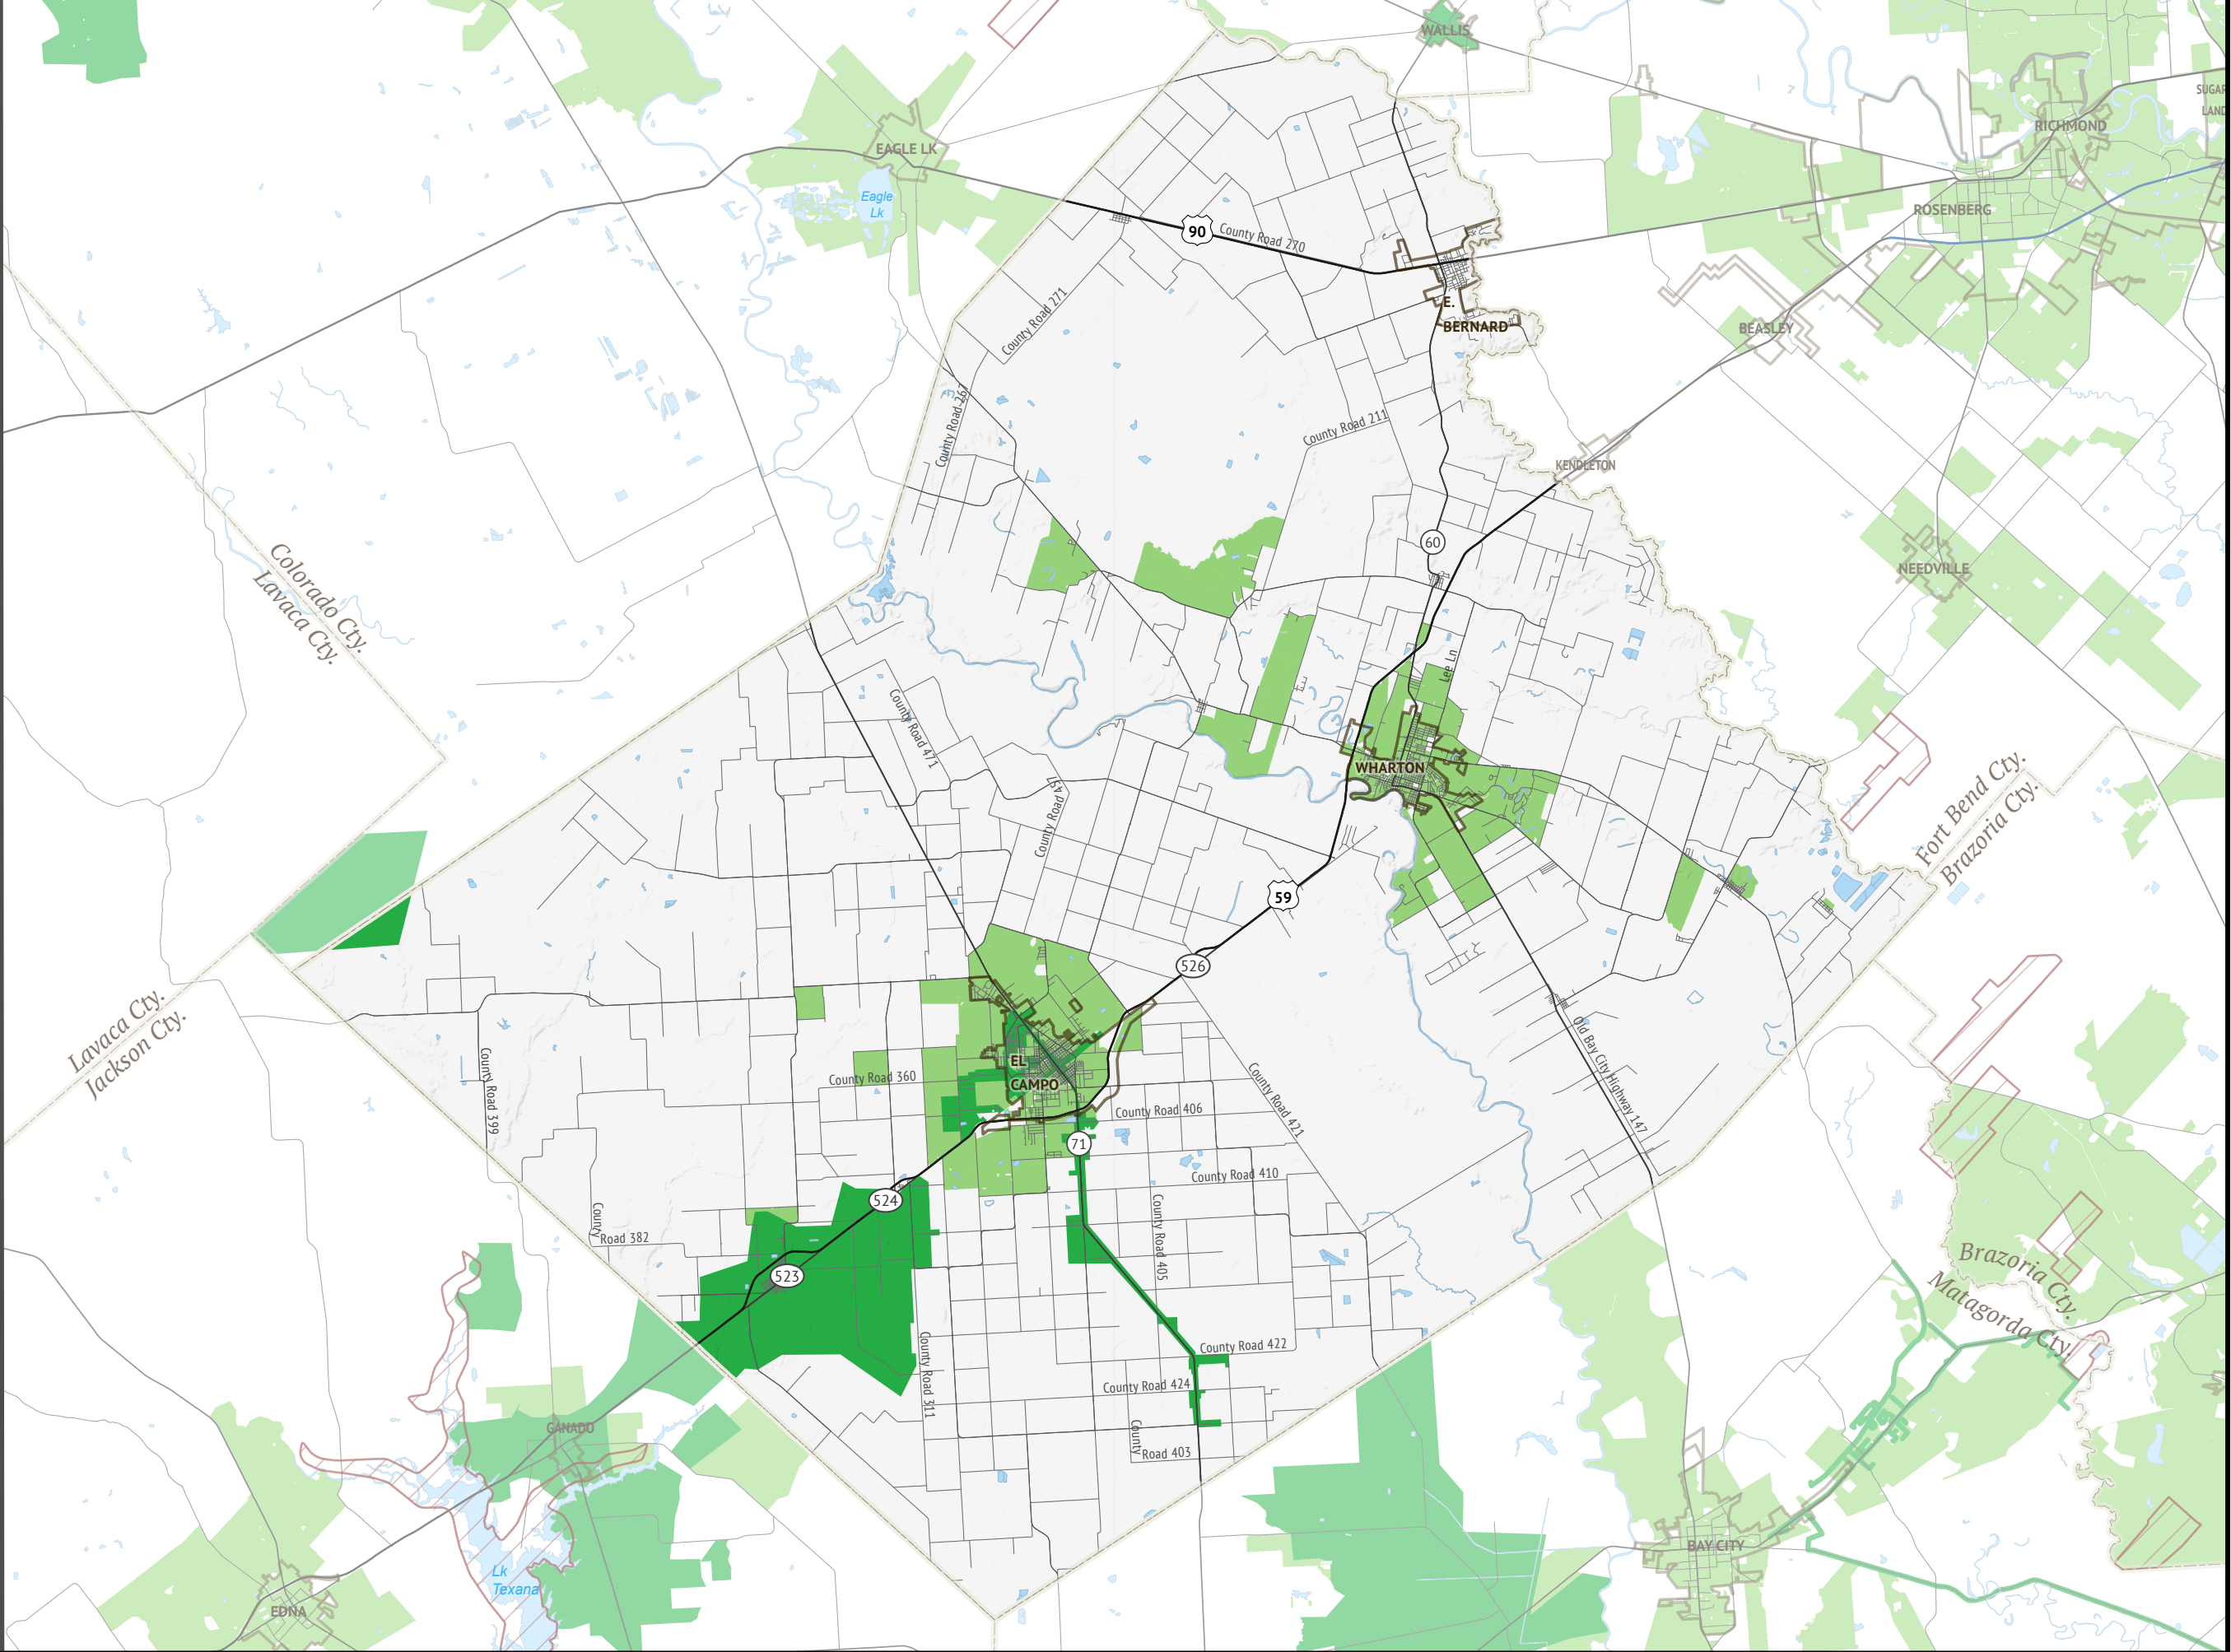 WALLIS
SUGAR
LAND
RICHMOND
EAGLE LK
Eagle
Lk
ROSENBERG
90
County Road 270
E.
BERNARD
BEASLEY
County Road 271
County Road 267
County Road 211
KENDLETON
60
NEEDVILLE
Colorado Cty.
Lavaca Cty.
Lee Ln
County Road 471
WHARTON
County Road 457
Fort Bend Cty.
Brazoria Cty.
59
526
Lavaca Cty.
Jackson Cty.
Old Bay City Highway 147
County Road 399
EL
CAMPO
County Road 360
County Road 406
County Road 421
71
County Road 410
524
County
Road 382
County Road 405
523
Brazoria Cty.
Matagorda Cty.
County Road 422
County Road 311
County Road 424
County
Road 403
GANADO
BAY CITY
Lk
Texana
EDNA